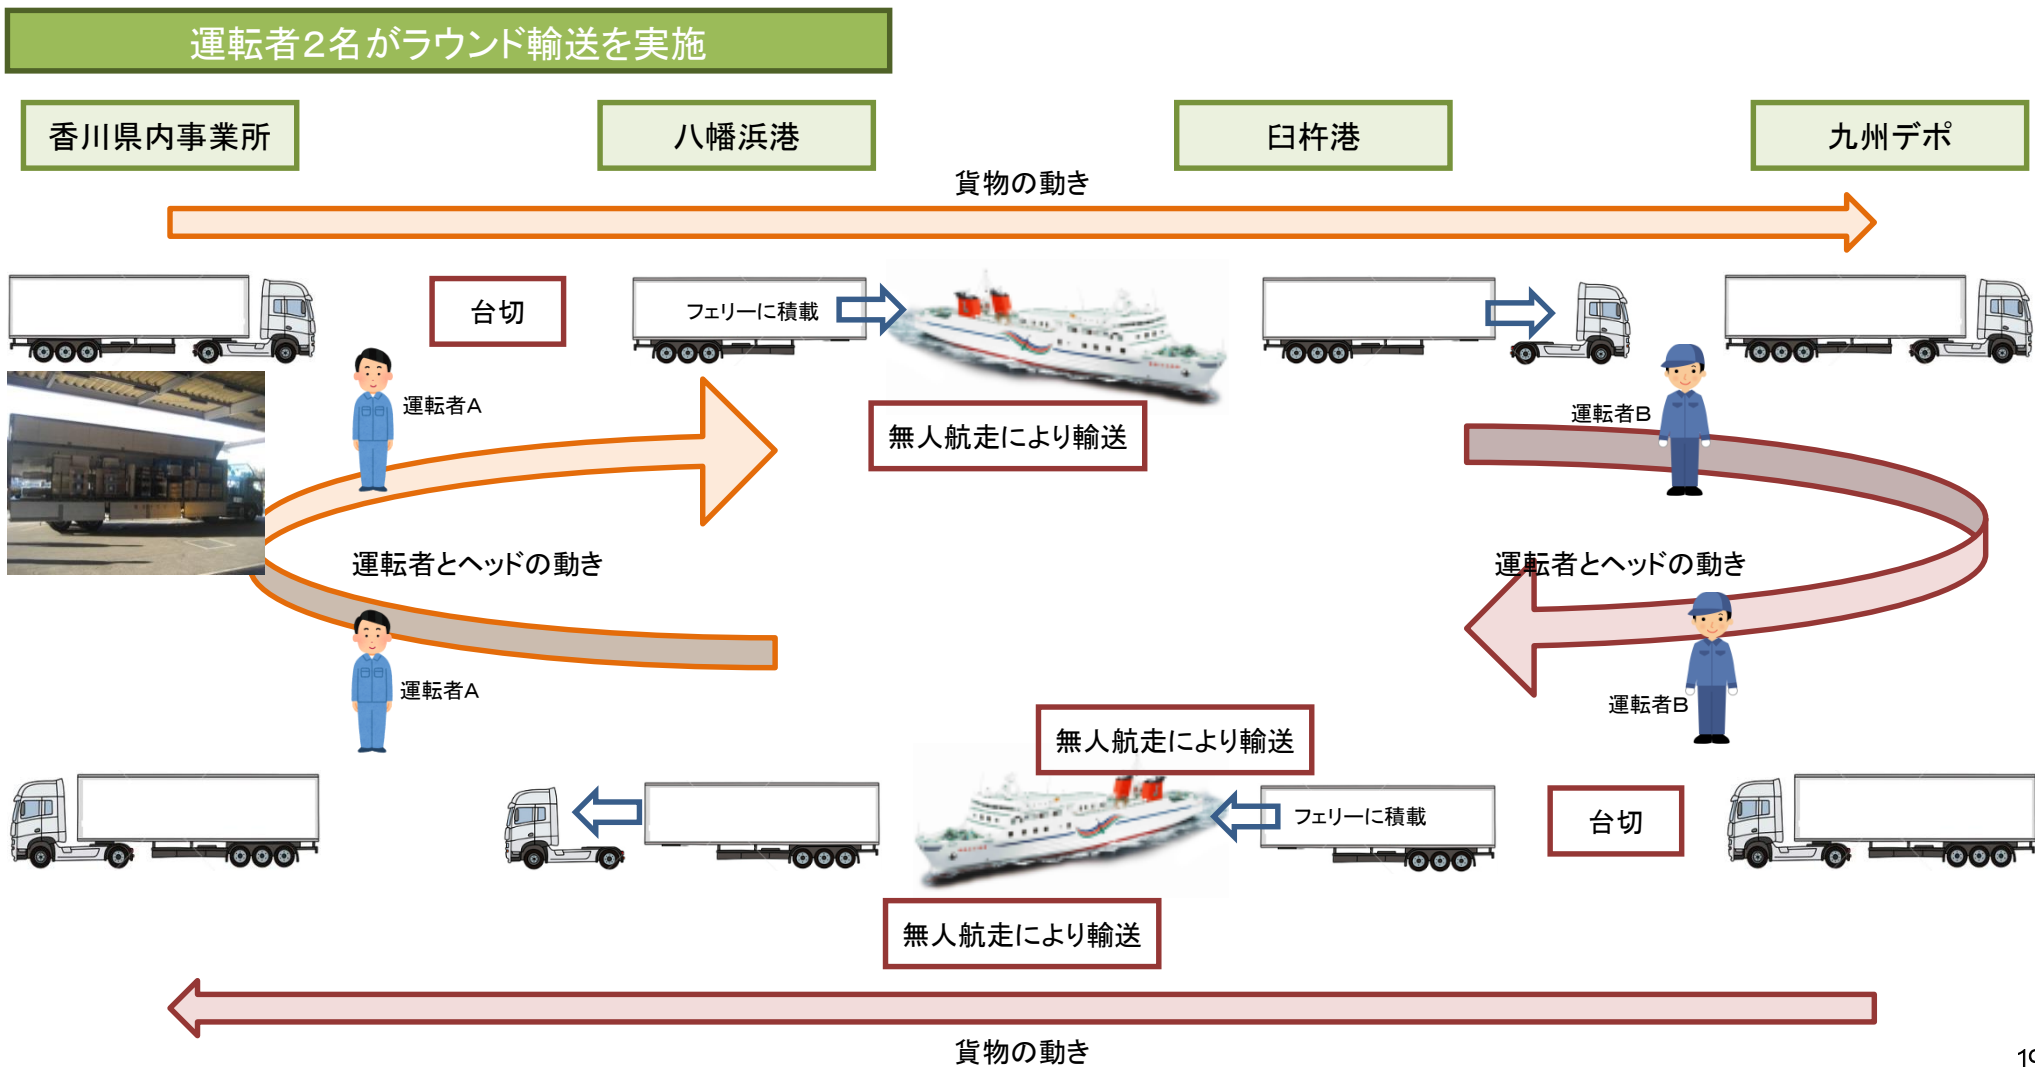 運転者２名がラウンド輸送を実施
香川県内事業所
八幡浜港
臼杵港
九州デポ
貨物の動き
台切
フェリーに積載
無人航走により輸送
運転者Ａ
運転者Ｂ
運転者とヘッドの動き
運転者とヘッドの動き
運転者Ａ
運転者Ｂ
無人航走により輸送
フェリーに積載
台切
無人航走により輸送
貨物の動き